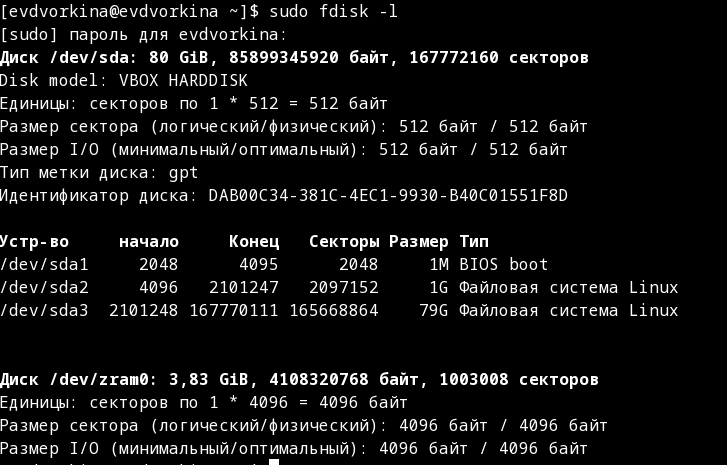 [evdvorkina@evdvorkina ~]$ sudo fdisk -l
[sudo] пароль для evdvorkina:
Диск /dev/sda: 80 GiB, 85899345920 байт, 167772160 секторов
Disk model: VBOX HARDDISK
Единицы: секторов по 1 * 512 = 512 байт
Размер сектора (логический/физический): 512 байт / 512 байт
Размер I/O (минимальный/оптимальный): 512 байт / 512 байт
Тип метки диска: gpt
Идентификатор диска: DAB00C34-381C-4EC1-9930-B40C01551F8D
Устр-во начало Конец Секторы Размер Тип
/dev/sda1 2048 4095 2048 1M BIOS boot
/dev/sda2 4096 2101247 2097152 1G Файловая система Linux
/dev/sda3 2101248 167770111 165668864 79G Файловая система Linux
Диск /dev/zram0: 3,83 GiB, 4108320768 байт, 1003008 секторов
Единицы: секторов по 1 * 4096 = 4096 байт
Размер сектора (логический/физический): 4096 байт / 4096 байт
Размер I/O (минимальный/оптимальный): 4096 байт / 4096 байт